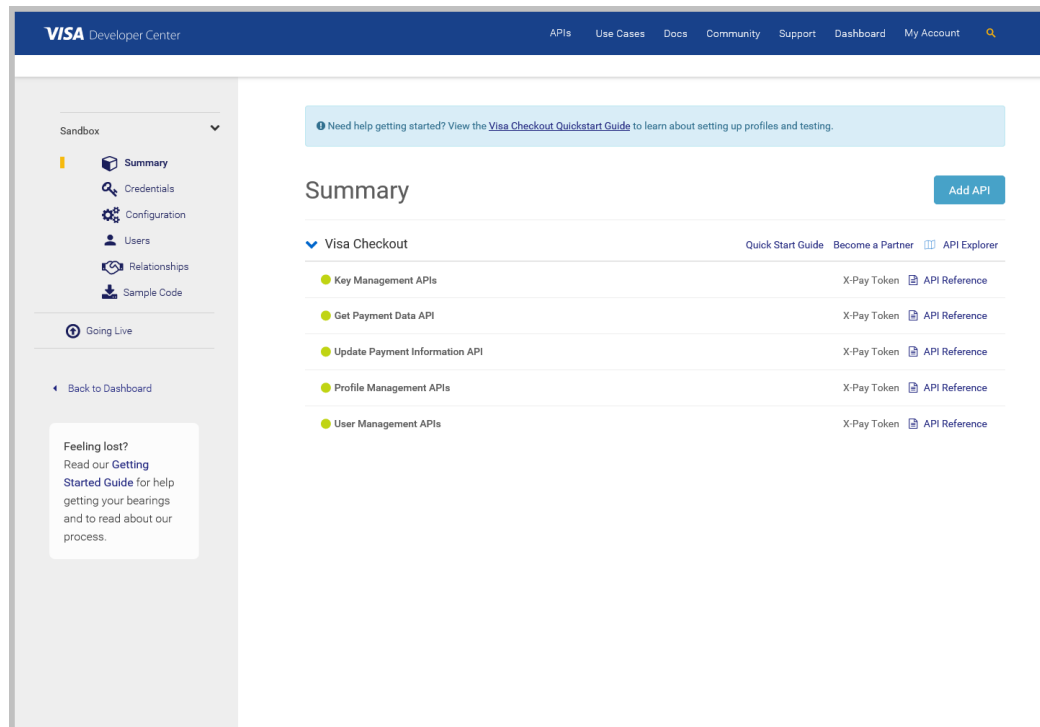 VISA Developer Center
APIs Use Cases Docs Community Support Dashboard My Account
Sandbox
Summary
Credentials
Configuration
Users
Relationships
Sample Code
Going Live
Back to Dashboard
Feeling lost?
Read our Getting
Started Guide for help
getting your bearings
and to read about our
process.
Need help getting started? View the Visa Checkout Quickstart Guide to learn about setting up profiles and testing.
Summary
Add API
Visa Checkout Quick Start Guide Become a Partner API Explorer
Key Management APIs X-Pay Token API Reference
Get Payment Data API X-Pay Token API Reference
Update Payment Information API X-Pay Token API Reference
Profile Management APIs X-Pay Token API Reference
User Management APIs X-Pay Token API Reference